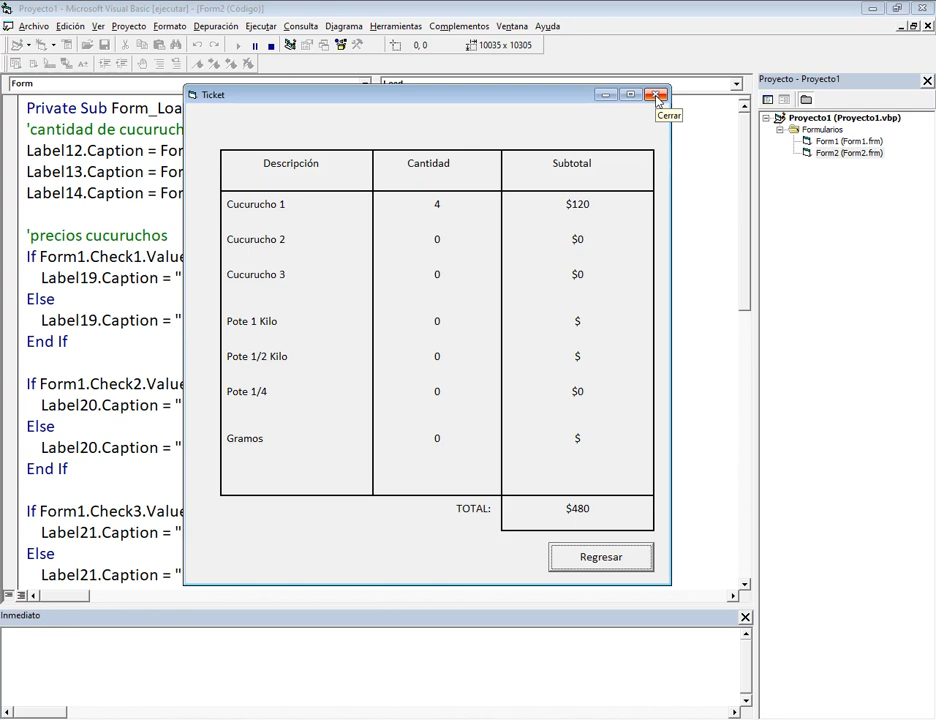 Proyecto1 - Microsoft Visual Basic [ejecutar] - [Form2 (Código)]
Archivo Edición Ver Proyecto Formato Depuración Ejecutar Consulta Diagrama Herramientas Complementos Ventana Ayuda
0, 0 10035 x 10305
Form Load
Proyecto - Proyecto1
Proyecto1 (Proyecto1.vbp)
Formularios
Form1 (Form1.frm)
Form2 (Form2.frm)
Private Sub Form_Loa
'cantidad de cucuruch
Label12.Caption = For
Label13.Caption = For
Label14.Caption = For
'precios cucuruchos
If Form1.Check1.Value
Label19.Caption = "
Else
Label19.Caption = "
End If
If Form1.Check2.Value
Label20.Caption = "
Else
Label20.Caption = "
End If
If Form1.Check3.Value
Label21.Caption = "
Else
Label21.Caption = "
Ticket
Cerrar
Descripción Cantidad Subtotal
Cucurucho 1 4 $120
Cucurucho 2 0 $0
Cucurucho 3 0 $0
Pote 1 Kilo 0 $
Pote 1/2 Kilo 0 $
Pote 1/4 0 $0
Gramos 0 $
TOTAL: $480
Regresar
Inmediato